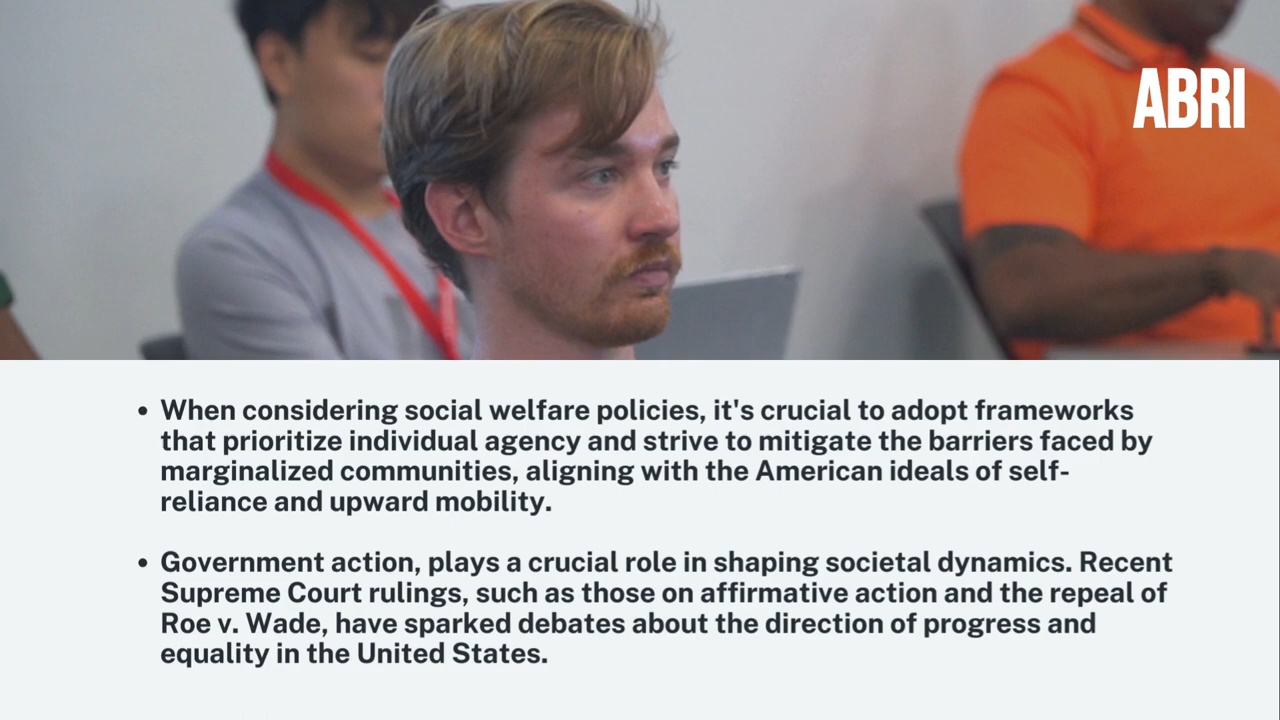 ABRI
• When considering social welfare policies, it's crucial to adopt frameworks
that prioritize individual agency and strive to mitigate the barriers faced by
marginalized communities, aligning with the American ideals of self-
reliance and upward mobility.
• Government action, plays a crucial role in shaping societal dynamics. Recent
Supreme Court rulings, such as those on affirmative action and the repeal of
Roe v. Wade, have sparked debates about the direction of progress and
equality in the United States.